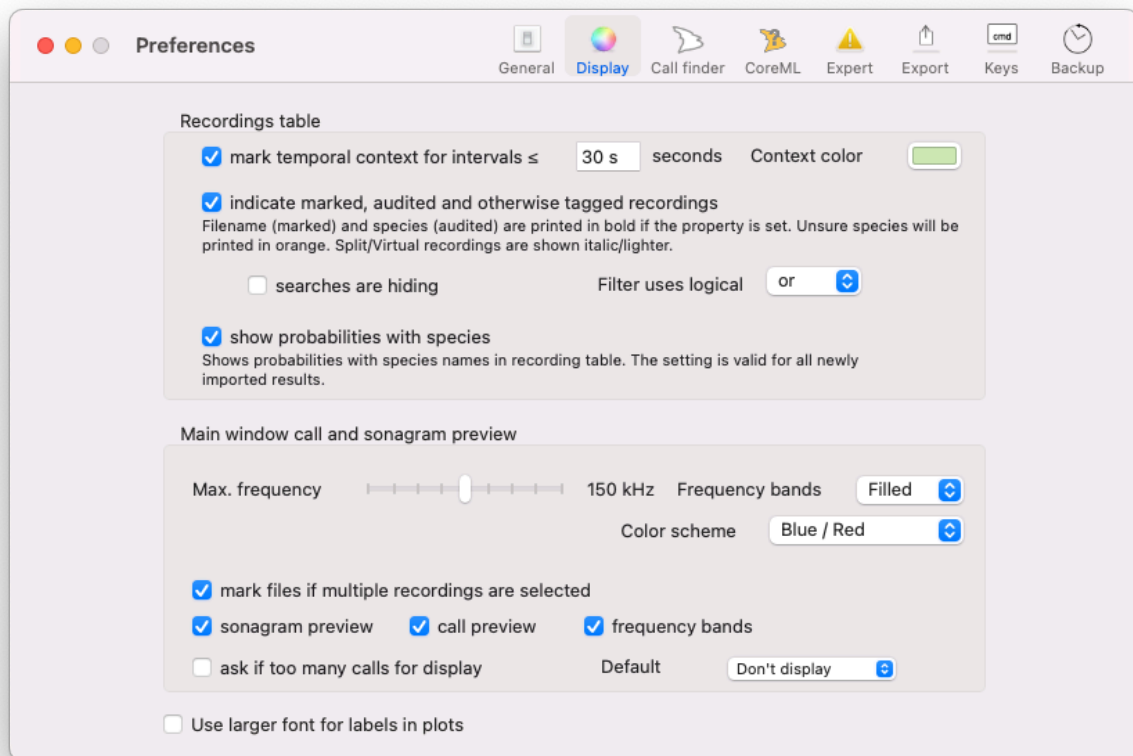 Preferences
General Display Call finder CoreML Expert Export cmd Keys Backup
Recordings table
mark temporal context for intervals ≤ 30 s seconds Context color
indicate marked, audited and otherwise tagged recordings
Filename (marked) and species (audited) are printed in bold if the property is set. Unsure species will be
printed in orange. Split/Virtual recordings are shown italic/lighter.
searches are hiding Filter uses logical or
show probabilities with species
Shows probabilities with species names in recording table. The setting is valid for all newly
imported results.
Main window call and sonagram preview
Max. frequency 150 kHz Frequency bands Filled
Color scheme Blue / Red
mark files if multiple recordings are selected
sonagram preview call preview frequency bands
ask if too many calls for display Default Don't display
Use larger font for labels in plots